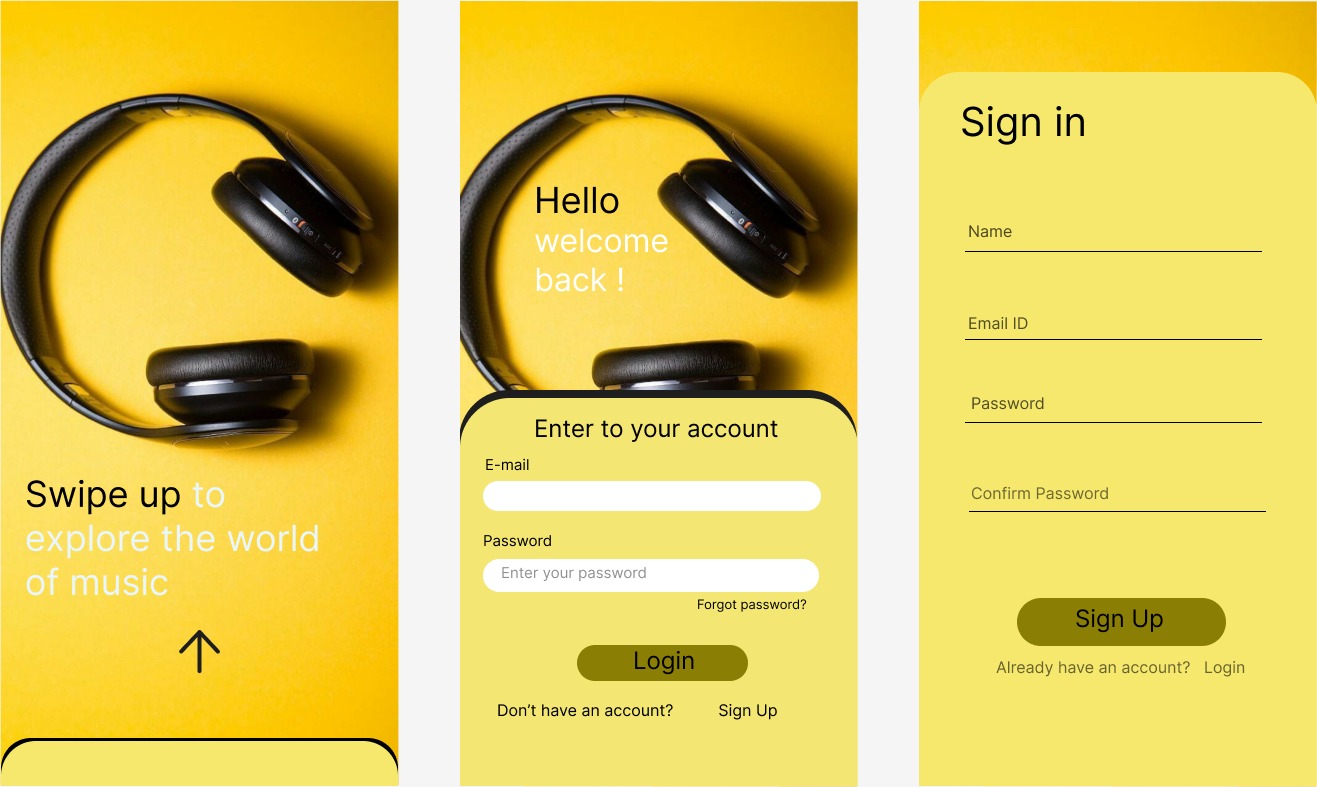 Swipe up to
explore the world
of music
Hello
welcome
back !
Enter to your account
E-mail
Password
Enter your password
Forgot password?
Login
Don’t have an account? Sign Up
Sign in
Name
Email ID
Password
Confirm Password
Sign Up
Already have an account? Login